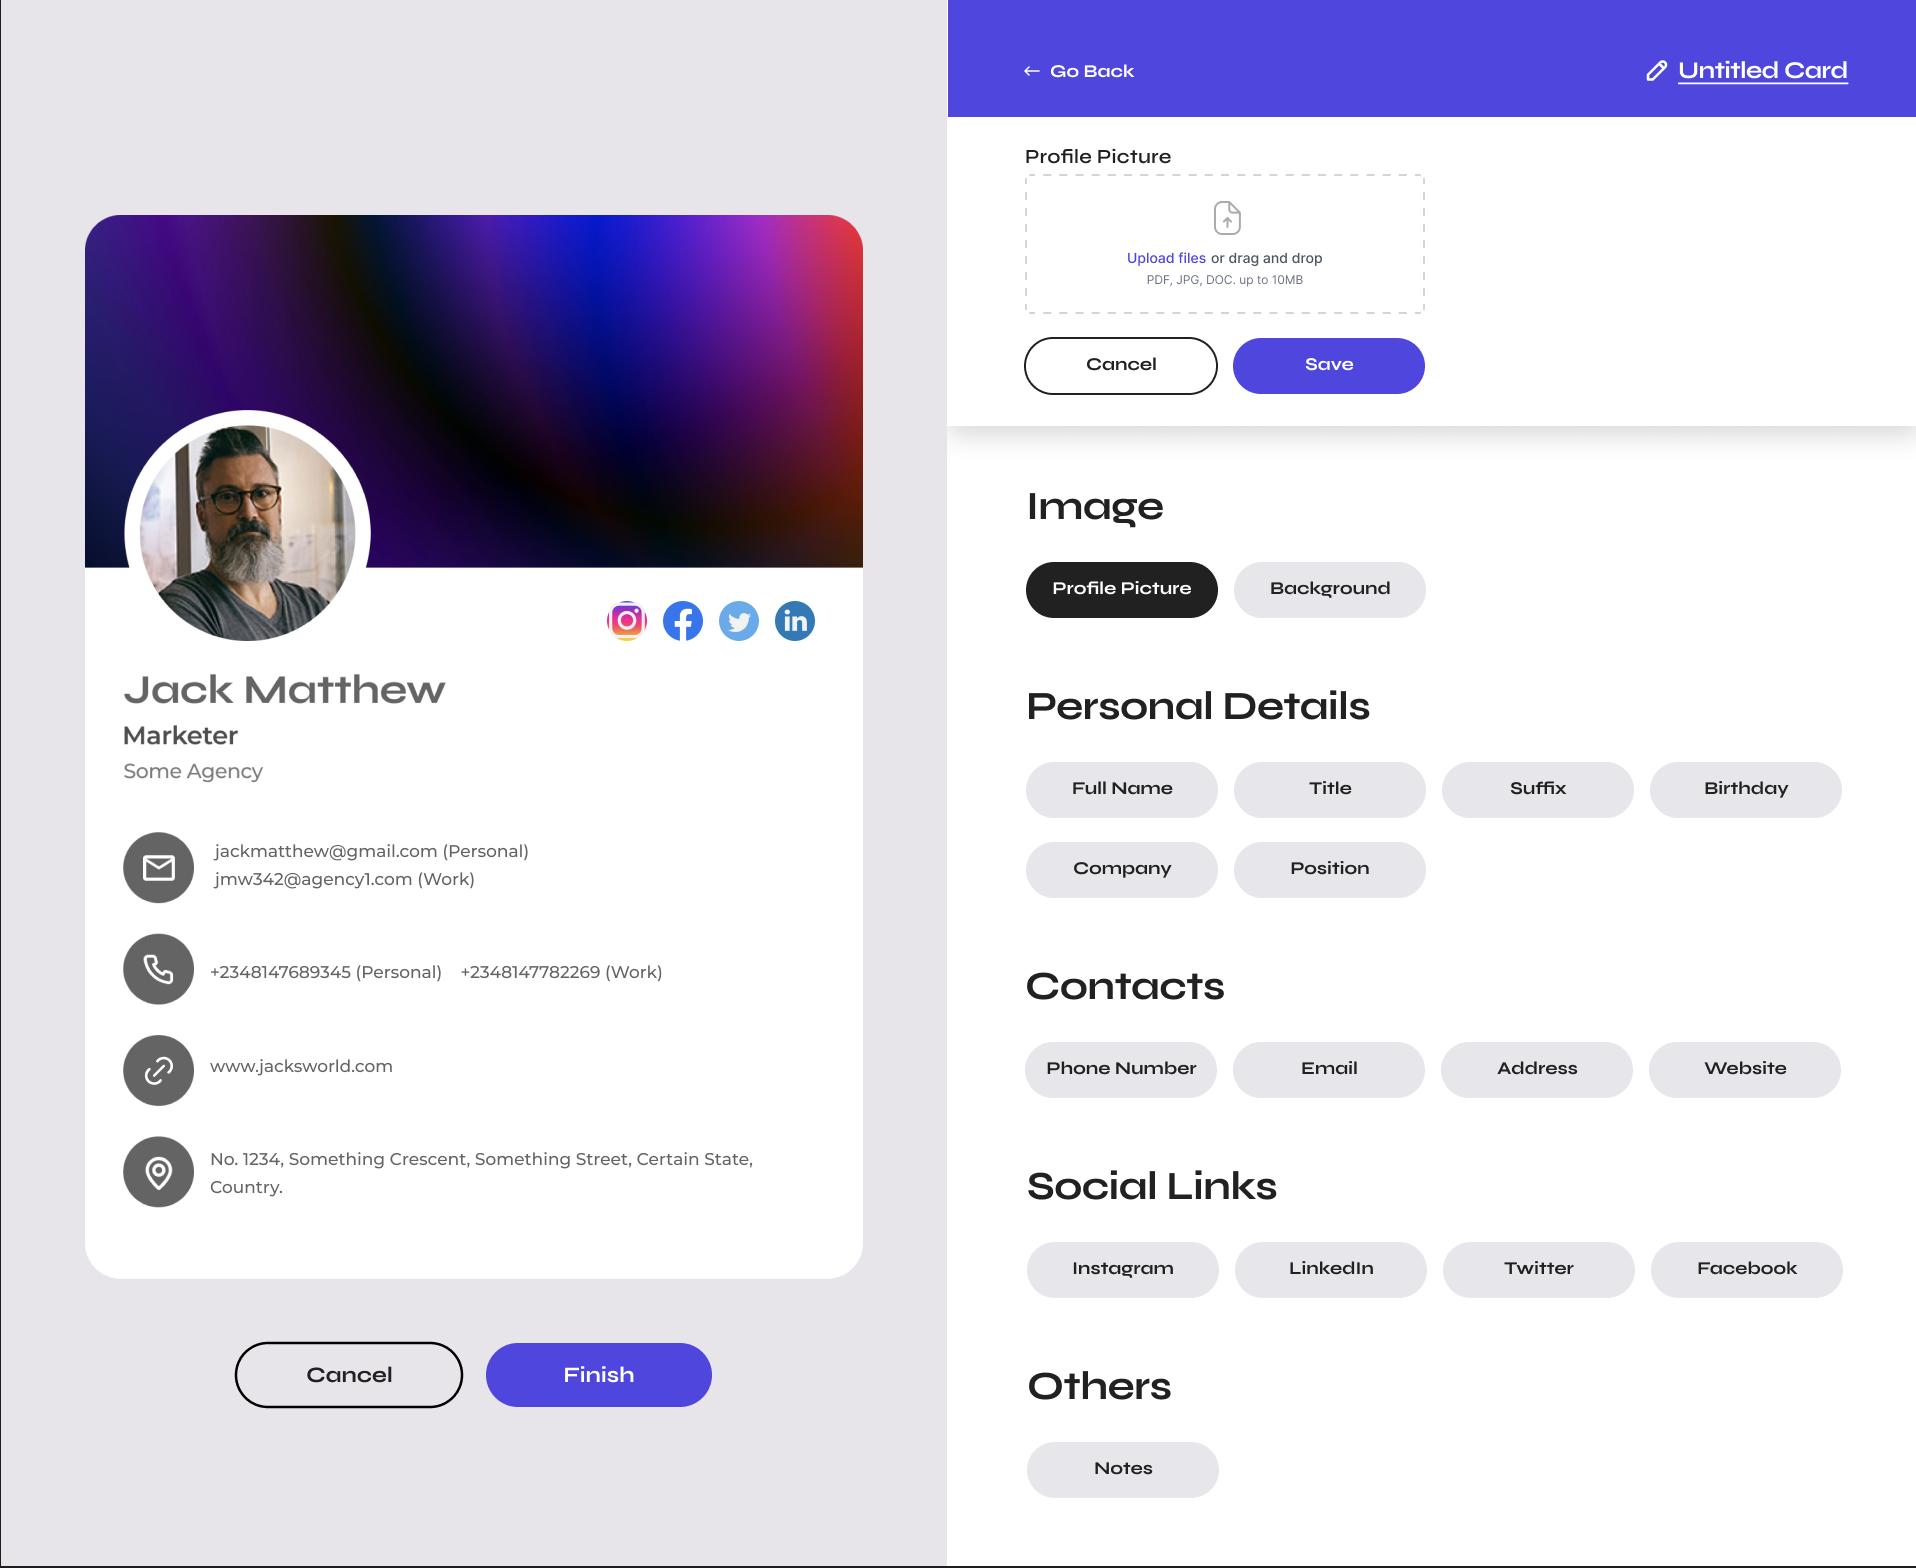 Jack Matthew
Marketer
Some Agency
jackmatthew@gmail.com (Personal)
jmw342@agency1.com (Work)
+2348147689345 (Personal) +2348147782269 (Work)
www.jacksworld.com
No. 1234, Something Crescent, Something Street, Certain State,
Country.
Cancel Finish
Go Back Untitled Card
Profile Picture
Upload files or drag and drop
PDF, JPG, DOC. up to 10MB
Cancel Save
Image
Profile Picture Background
Personal Details
Full Name Title Suffix Birthday
Company Position
Contacts
Phone Number Email Address Website
Social Links
Instagram LinkedIn Twitter Facebook
Others
Notes